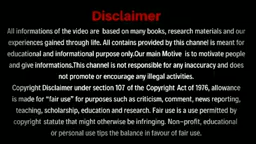 Disclaimer
All informations of the video are based on many books, research materials and our
experiences gained through life. All contains provided by this channel is meant for
educational and informational purpose only.Our main Motive is to motivate people
and give informations.This channel is not responsible for any inaccuracy and does
not promote or encourage any illegal activities.
Copyright Disclaimer under section 107 of the Copyright Act of 1976, allowance
is made for "fair use" for purposes such as criticism, comment, news reporting,
teaching, scholarship, education and research. Fair use is a use permitted by
copyright statute that might otherwise be infringing. Non-profit, educational
or personal use tips the balance in favour of fair use.